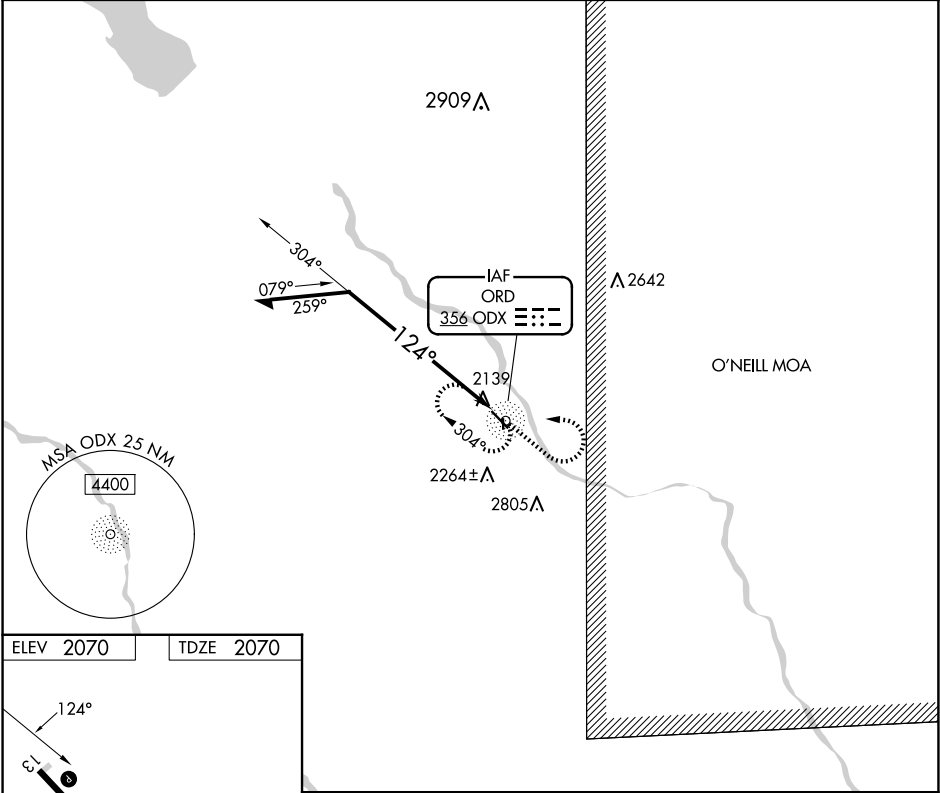 2909
304°
079°
259°
IAF
ORD
356 ODX
2642
124°
O'NEILL MOA
2139
304°
2264±
2805
MSA ODX 25 NM
4400
ELEV 2070
TDZE 2070
124°
13
P